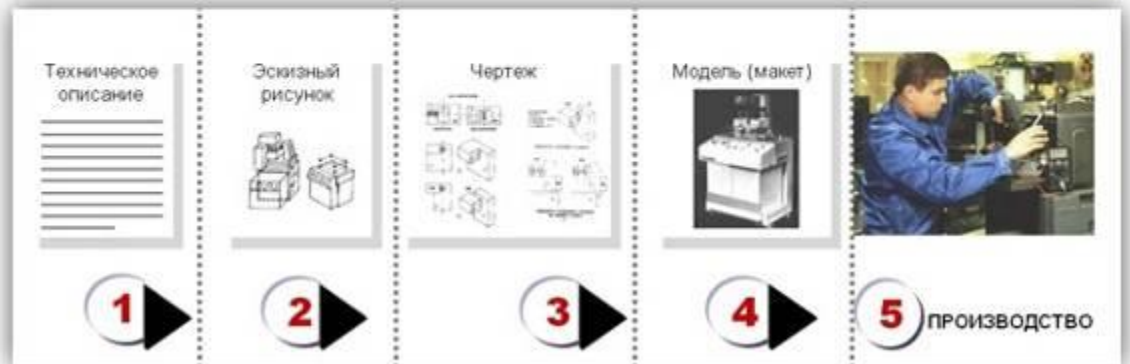 Техническое
описание
Эскизный
рисунок
Чертеж
Модель (макет)
1
2
3
4
5
ПРОИЗВОДСТВО